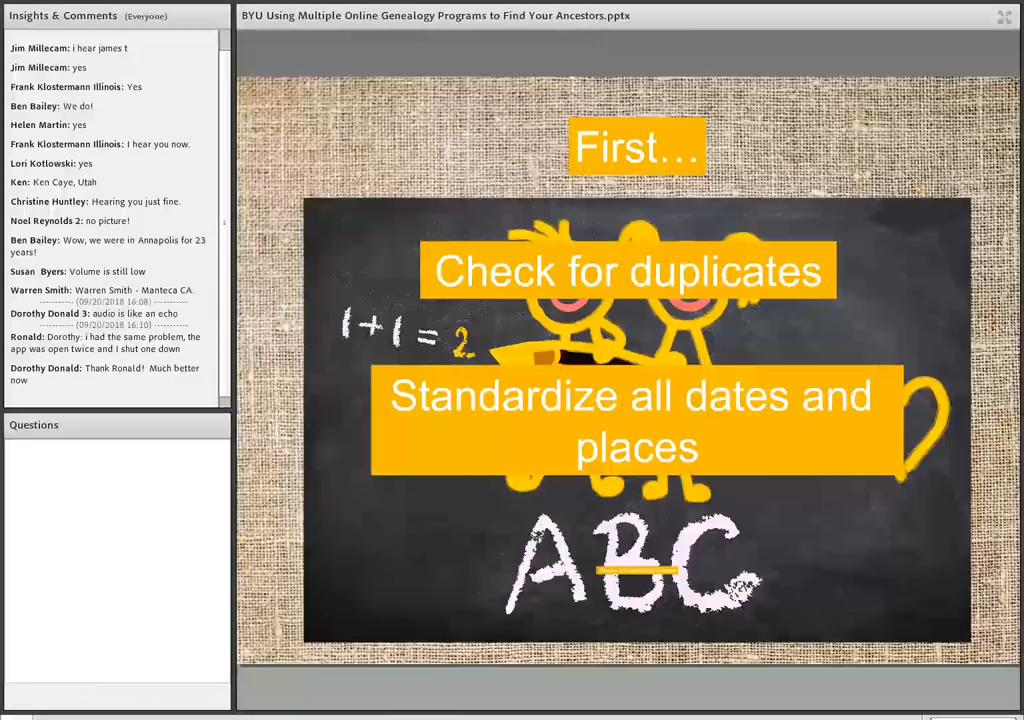 Insights & Comments (Everyone)
Jim Millecam: i hear james t
Jim Millecam: yes
Frank Klostermann Illinois: Yes
Ben Bailey: We do!
Helen Martin: yes
Frank Klostermann Illinois: I hear you now.
Lori Kotlowski: yes
Ken: Ken Caye, Utah
Christine Huntley: Hearing you just fine.
Noel Reynolds 2: no picture!
Ben Bailey: Wow, we were in Annapolis for 23
years!
Susan Byers: Volume is still low
Warren Smith: Warren Smith - Manteca CA.
----------- (09/20/2018 16:08) -----------
Dorothy Donald 3: audio is like an echo
----------- (09/20/2018 16:10) -----------
Ronald: Dorothy: i had the same problem, the
app was open twice and I shut one down
Dorothy Donald: Thank Ronald! Much better
now
Questions
BYU Using Multiple Online Genealogy Programs to Find Your Ancestors.pptx
First...
Check for duplicates
1+1=2
Standardize all dates and
places
ABC